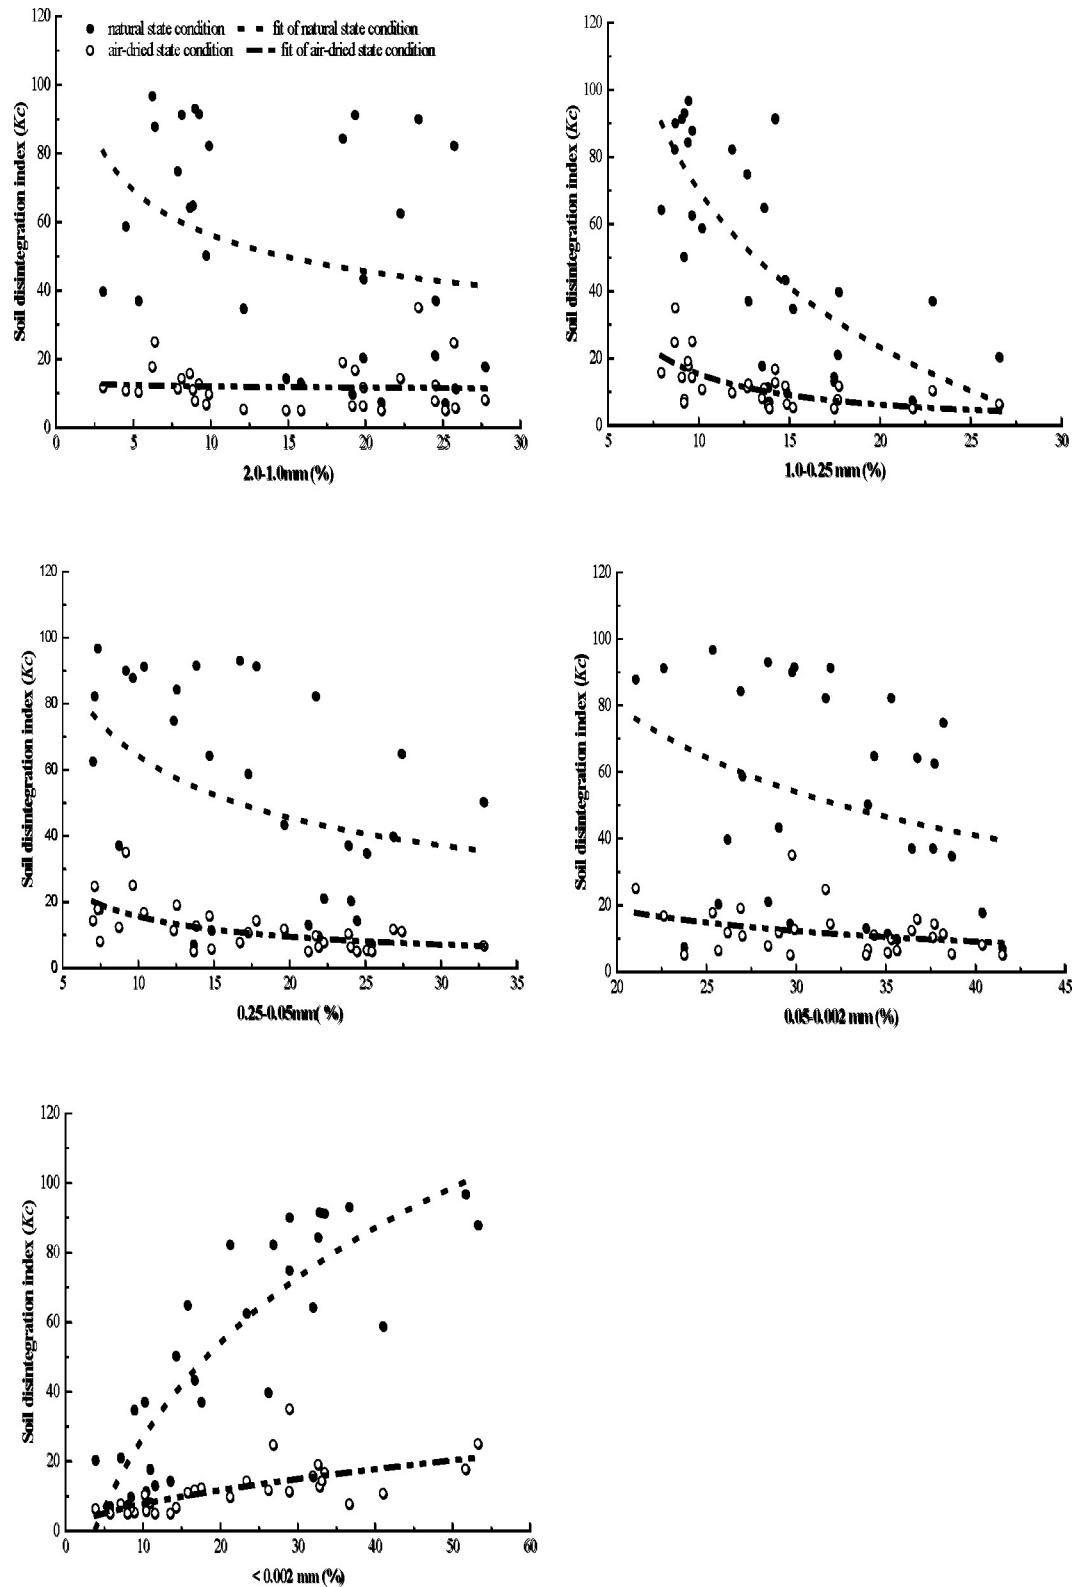 120
100
80
60
40
20
0
Soil disintegration index (Kc)
natural state condition fit of natural state condition
air-dried state condition fit of air-dried state condition
0 5 10 15 20 25 30
2.0-1.0mm (%)
120
100
80
60
40
20
0
Soil disintegration index (Kc)
5 10 15 20 25 30
1.0-0.25 mm (%)
120
100
80
60
40
20
0
Soil disintegration index (Kc)
5 10 15 20 25 30 35
0.25-0.05mm( %)
120
100
80
60
40
20
0
Soil disintegration index (Kc)
20 25 30 35 40 45
0.05-0.002 mm (%)
120
100
80
60
40
20
0
Soil disintegration index (Kc)
0 10 20 30 40 50 60
< 0.002 mm (%)